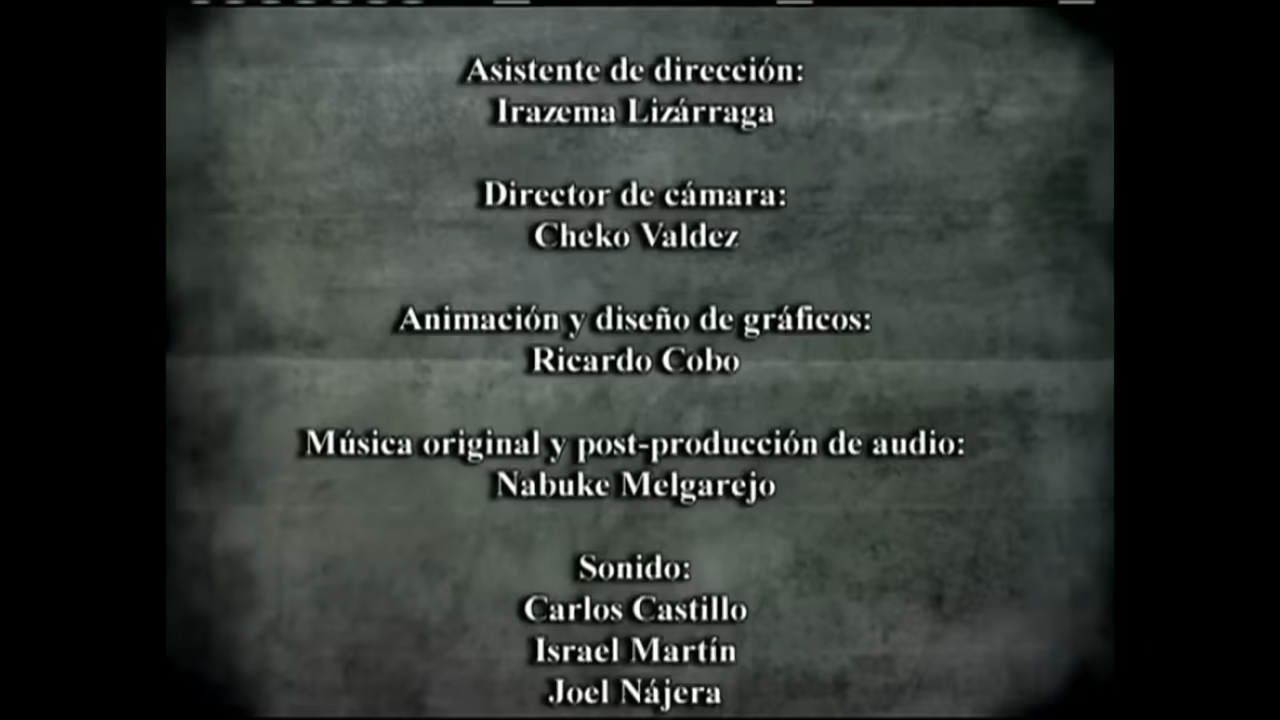 Asistente de dirección:
Irazema Lizárraga
Director de cámara:
Cheko Valdez
Animación y diseño de gráficos:
Ricardo Cobo
Música original y post-producción de audio:
Nabuke Melgarejo
Sonido:
Carlos Castillo
Israel Martín
Joel Nájera